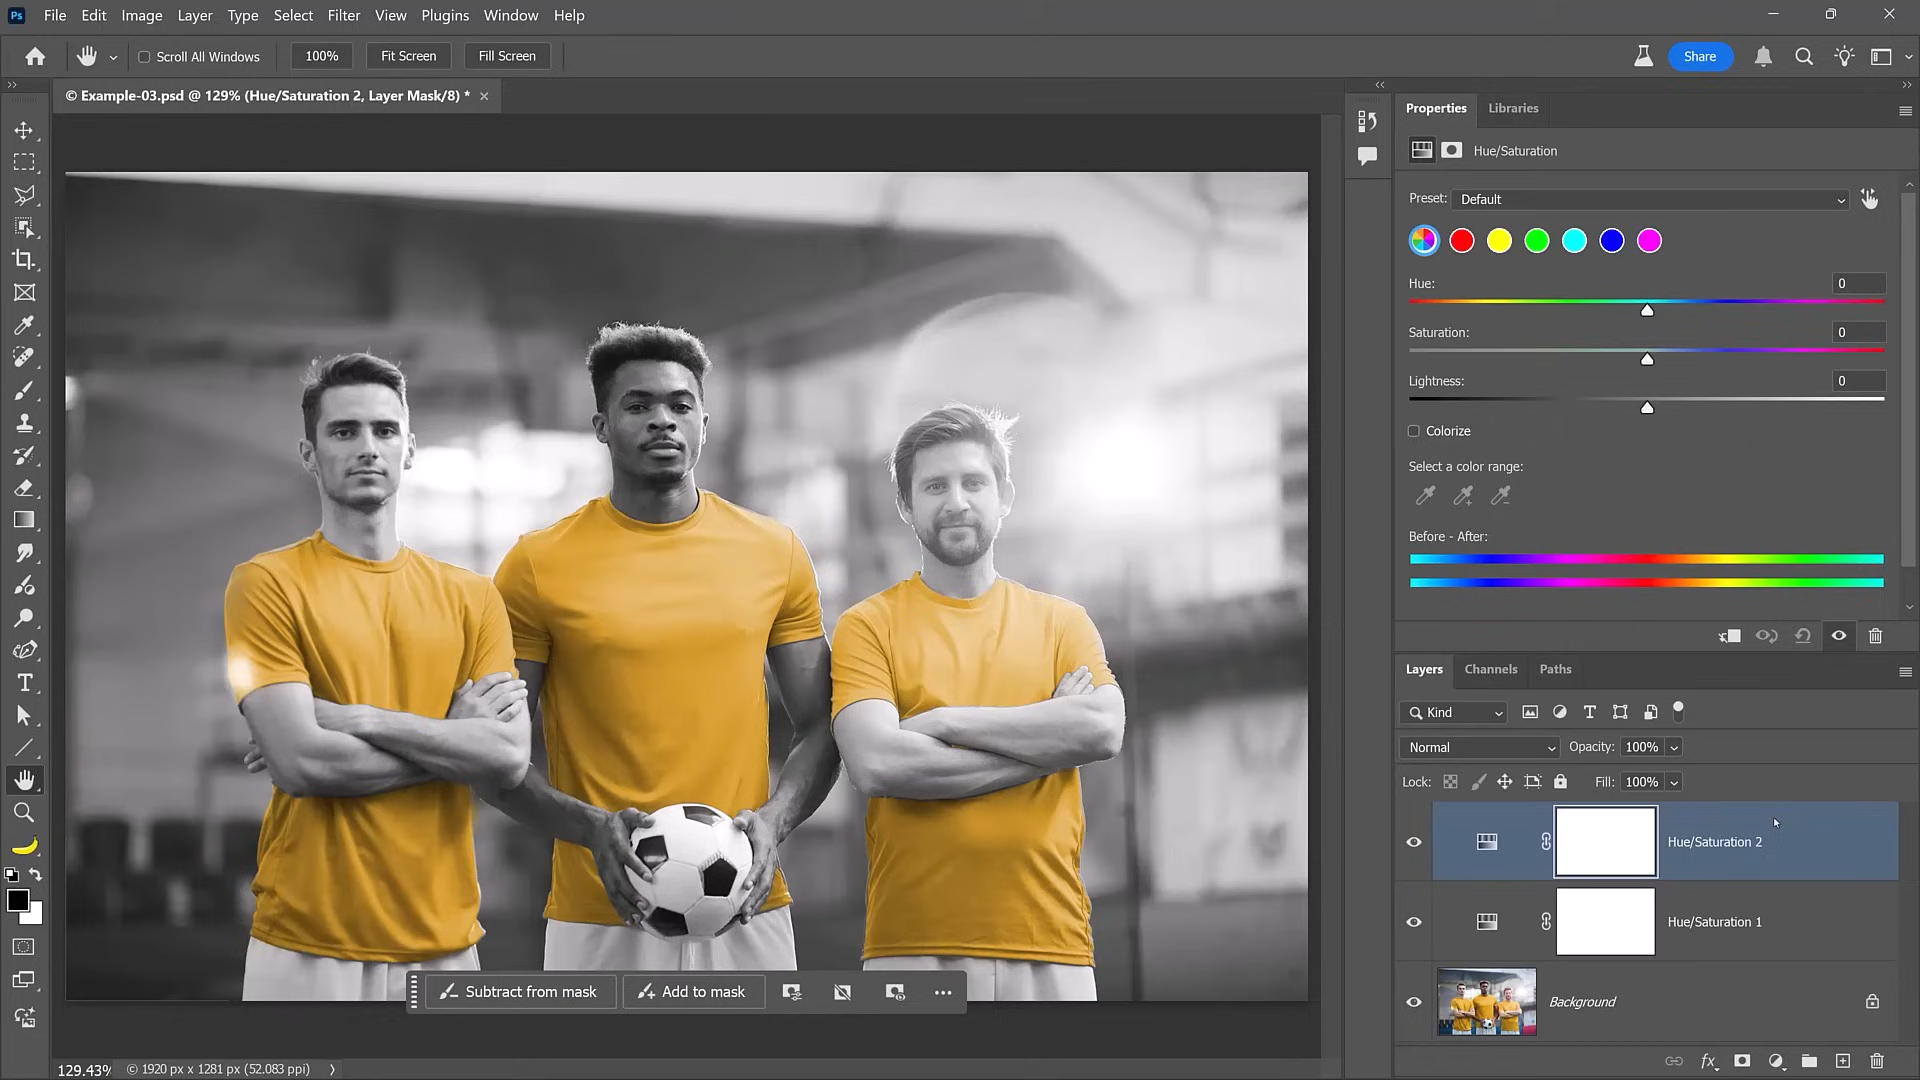 Ps File Edit Image Layer Type Select Filter View Plugins Window Help
Scroll All Windows 100% Fit Screen Fill Screen Share
© Example-03.psd @ 129% (Hue/Saturation 2, Layer Mask/8) *
Properties Libraries
Hue/Saturation
Preset: Default
Hue: 0
Saturation: 0
Lightness: 0
Colorize
Select a color range:
Before - After:
Layers Channels Paths
Kind
Normal Opacity: 100%
Lock: Fill: 100%
Hue/Saturation 2
Hue/Saturation 1
Background
Subtract from mask Add to mask
129.43% © 1920 px x 1281 px (52.083 ppi)